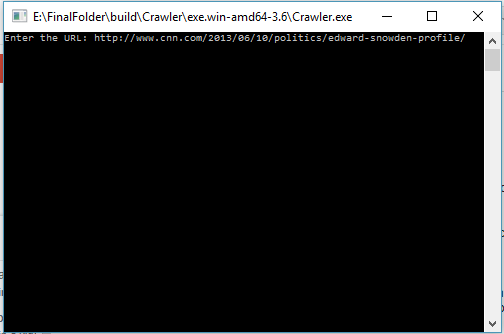 E:\FinalFolder\build\Crawler\exe.win-amd64-3.6\Crawler.exe
Enter the URL: http://www.cnn.com/2013/06/10/politics/edward-snowden-profile/